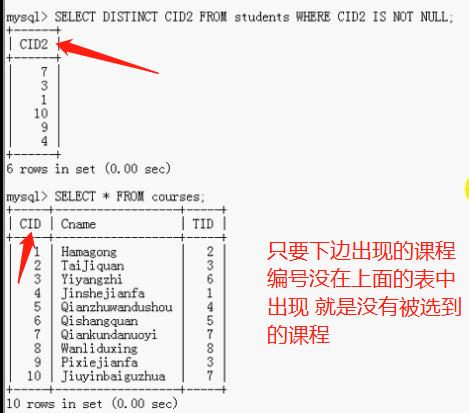 mysql> SELECT DISTINCT CID2 FROM students WHERE CID2 IS NOT NULL;
+------+
| CID2 |
+------+
|    7 |
|    3 |
|    1 |
|   10 |
|    9 |
|    4 |
+------+
6 rows in set (0.00 sec)
mysql> SELECT * FROM courses;
+-----+----------------+-----+
| CID | Cname          | TID |
+-----+----------------+-----+
|   1 | Hamagong       |   2 |
|   2 | TaiJiquan      |   3 |
|   3 | Yiyangzhi      |   6 |
|   4 | Jinshejianfa   |   1 |
|   5 | Qianzhuwandushou |   4 |
|   6 | Qishangquan    |   5 |
|   7 | Qiankundanuoyi |   7 |
|   8 | Wanliduxing    |   8 |
|   9 | Pixiejianfa    |   3 |
|  10 | Jiuyinbaiguzhua |   7 |
+-----+----------------+-----+
10 rows in set (0.00 sec)
只要下边出现的课程
编号没在上面的表中
出现 就是没有被选到
的课程